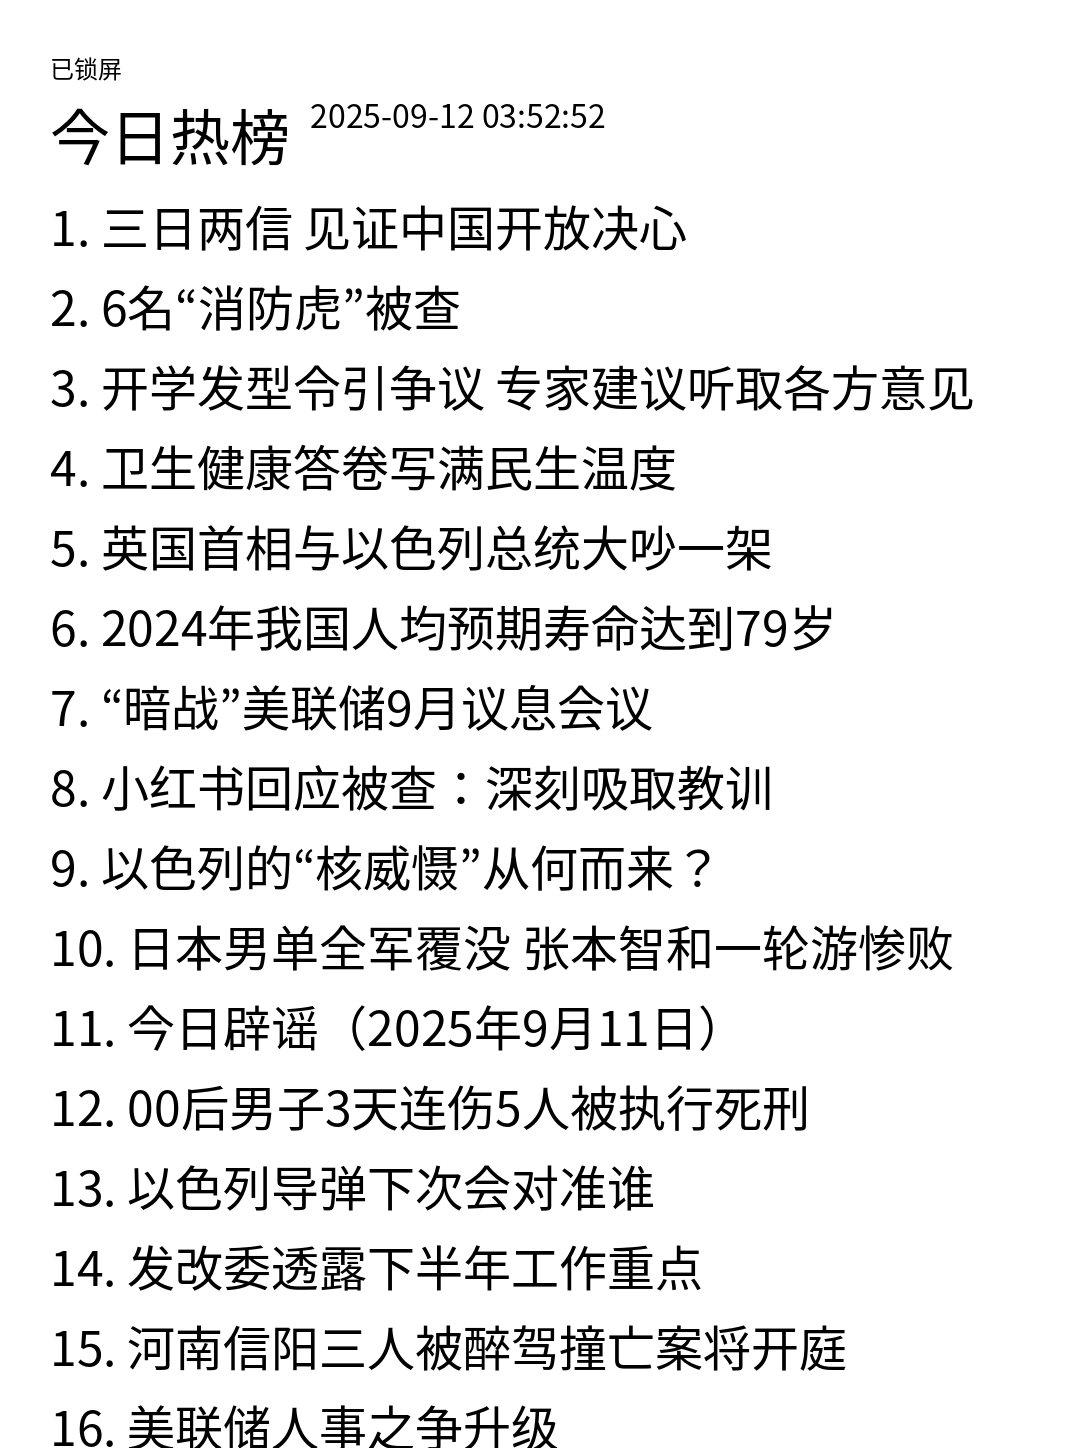 已锁屏
今日热榜 2025-09-12 03:52:52
1. 三日两信 见证中国开放决心
2. 6名“消防虎”被查
3. 开学发型令引争议 专家建议听取各方意见
4. 卫生健康答卷写满民生温度
5. 英国首相与以色列总统大吵一架
6. 2024年我国人均预期寿命达到79岁
7. “暗战”美联储9月议息会议
8. 小红书回应被查：深刻吸取教训
9. 以色列的“核威慑”从何而来？
10. 日本男单全军覆没 张本智和一轮游惨败
11. 今日辟谣（2025年9月11日）
12. 00后男子3天连伤5人被执行死刑
13. 以色列导弹下次会对准谁
14. 发改委透露下半年工作重点
15. 河南信阳三人被醉驾撞亡案将开庭
16. 美联储人事之争升级